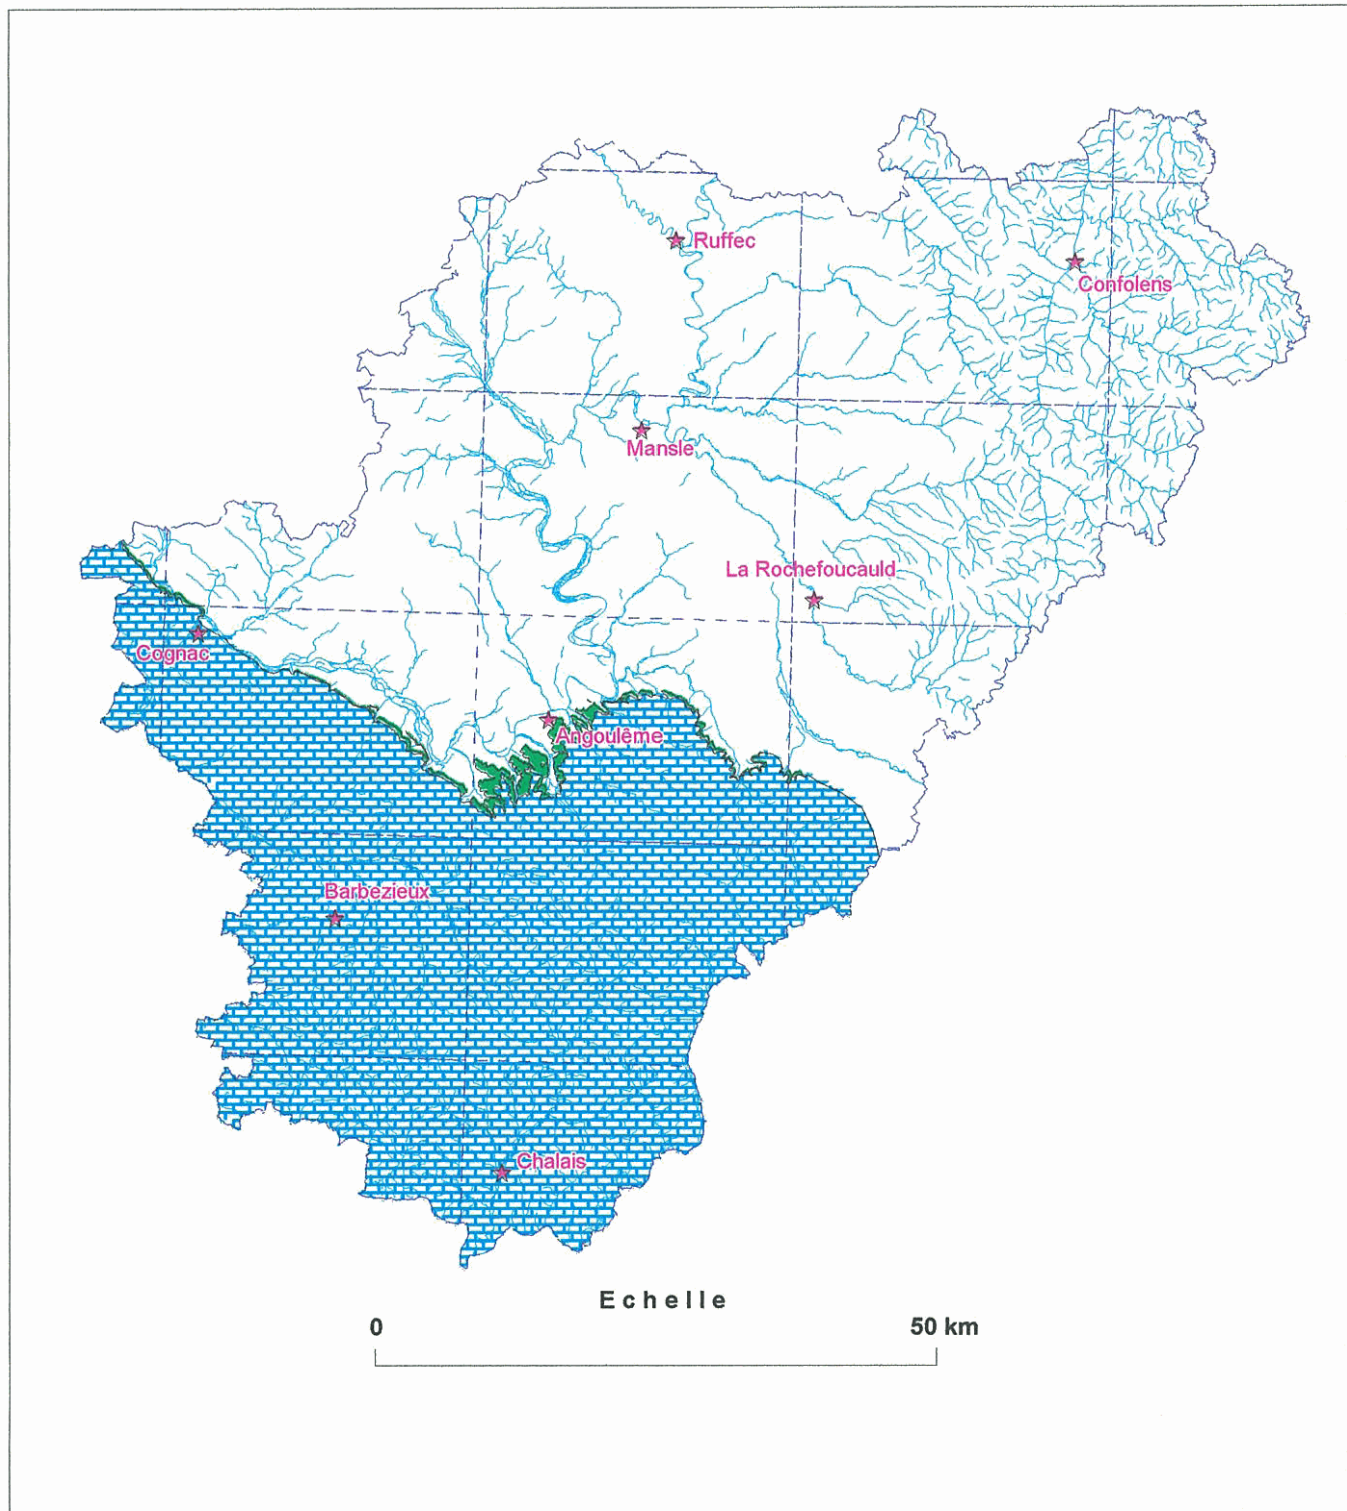 Ruffec
Confolens
Mansle
La Rochefoucauld
Cognac
Angoulême
Barbezieux
Chalais
Echelle
0 50 km